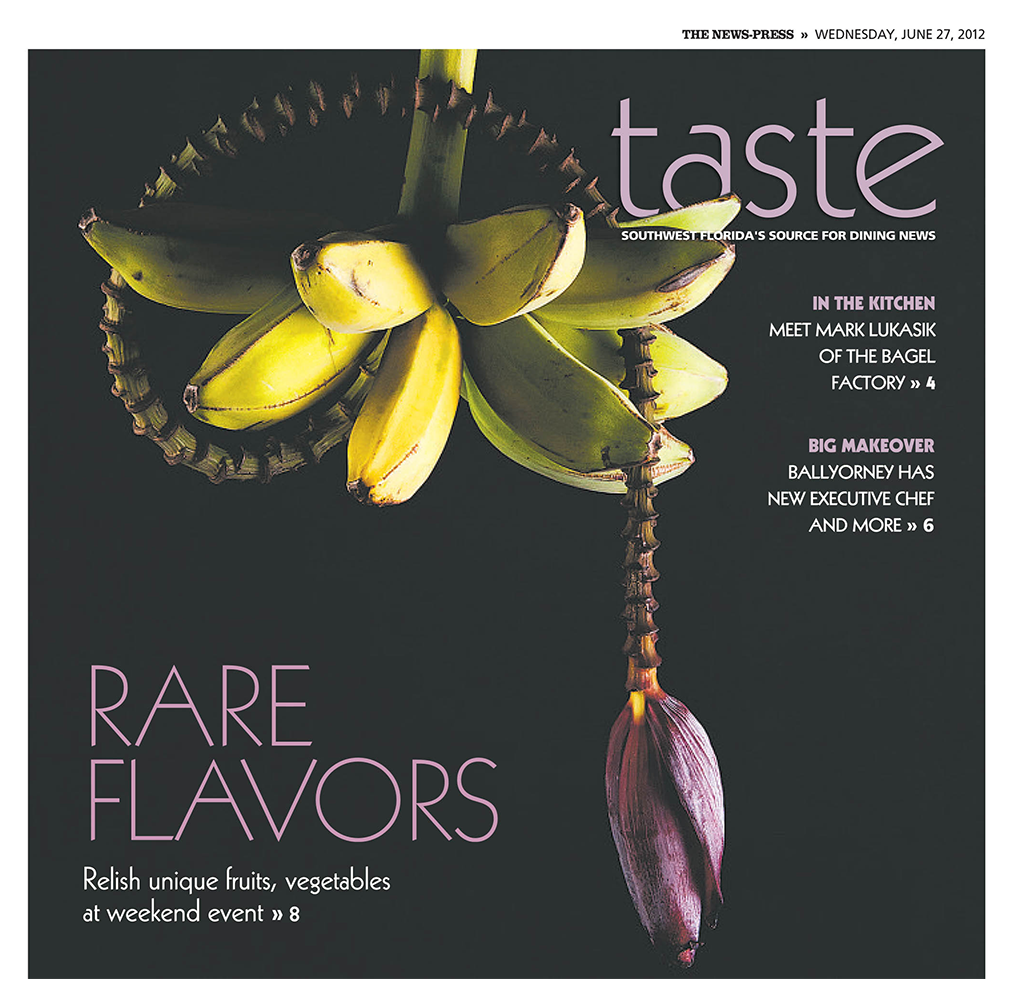 THE NEWS-PRESS » WEDNESDAY, JUNE 27, 2012
taste
SOUTHWEST FLORIDA'S SOURCE FOR DINING NEWS
IN THE KITCHEN
MEET MARK LUKASIK
OF THE BAGEL
FACTORY » 4
BIG MAKEOVER
BALLYORNEY HAS
NEW EXECUTIVE CHEF
AND MORE » 6
RARE
FLAVORS
Relish unique fruits, vegetables
at weekend event » 8